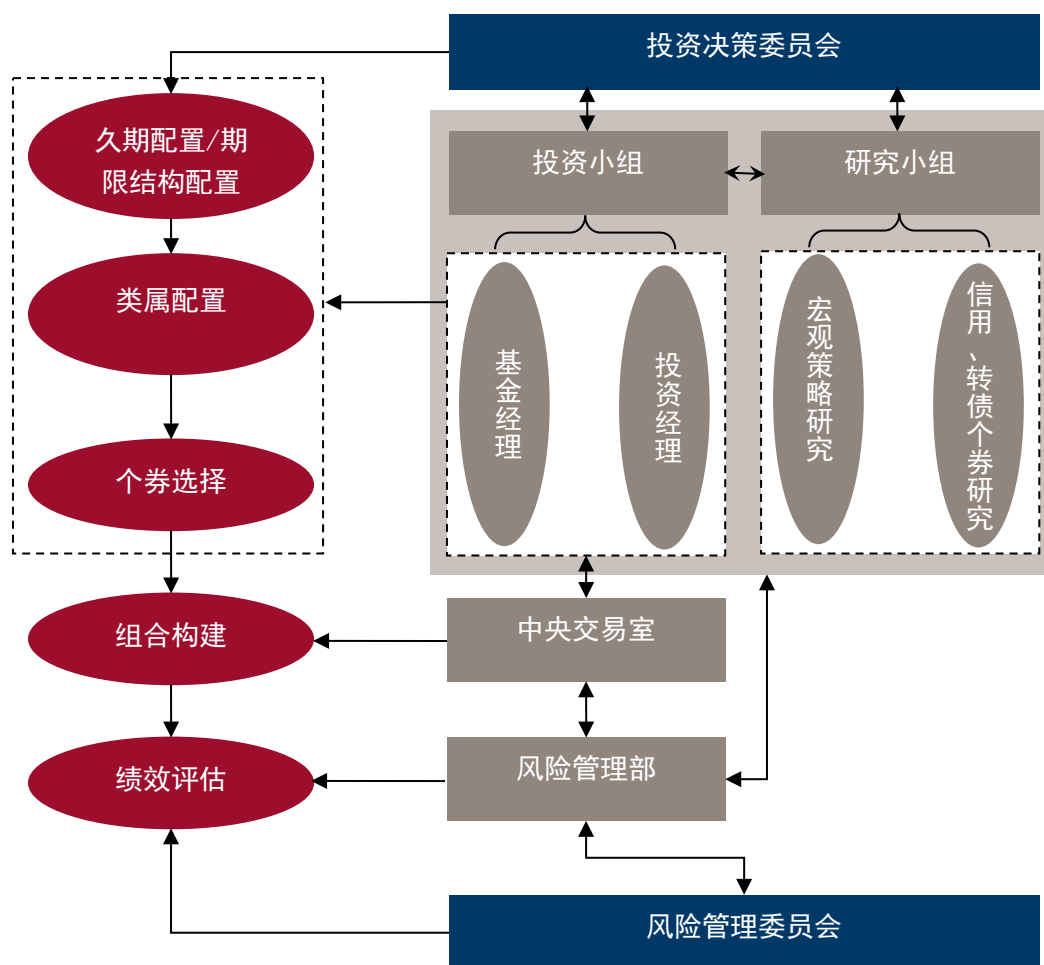 投资决策委员会
久期配置/期
限结构配置
投资小组
研究小组
类属配置
基金经理
投资经理
宏观策略研究
信用、转债个券研究
个券选择
组合构建
中央交易室
绩效评估
风险管理部
风险管理委员会